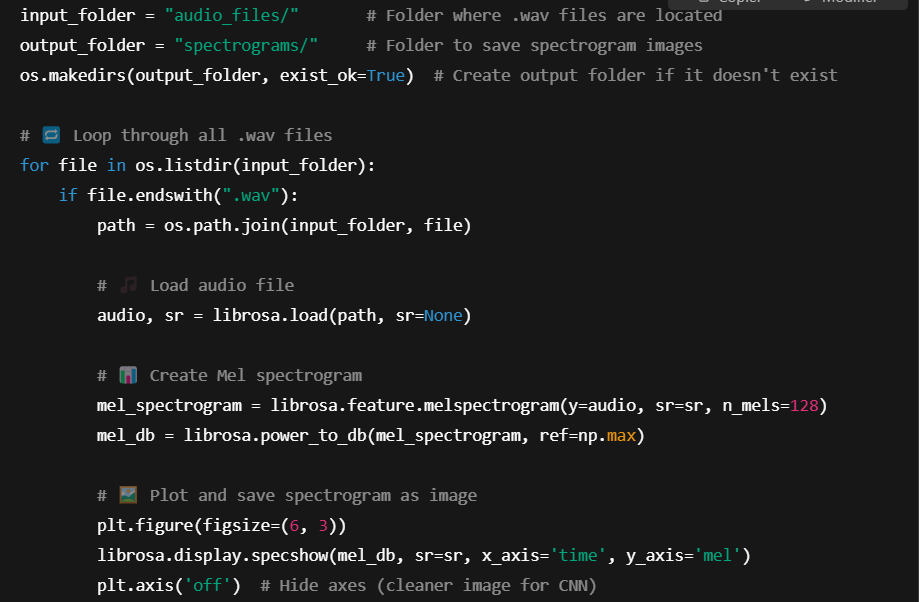 Copier Modifier
input_folder = "audio_files/"       # Folder where .wav files are located
output_folder = "spectrograms/"     # Folder to save spectrogram images
os.makedirs(output_folder, exist_ok=True)  # Create output folder if it doesn't exist
# 🔁 Loop through all .wav files
for file in os.listdir(input_folder):
    if file.endswith(".wav"):
        path = os.path.join(input_folder, file)
        # 🎵 Load audio file
        audio, sr = librosa.load(path, sr=None)
        # 📊 Create Mel spectrogram
        mel_spectrogram = librosa.feature.melspectrogram(y=audio, sr=sr, n_mels=128)
        mel_db = librosa.power_to_db(mel_spectrogram, ref=np.max)
        # 🖼️ Plot and save spectrogram as image
        plt.figure(figsize=(6, 3))
        librosa.display.specshow(mel_db, sr=sr, x_axis='time', y_axis='mel')
        plt.axis('off')  # Hide axes (cleaner image for CNN)